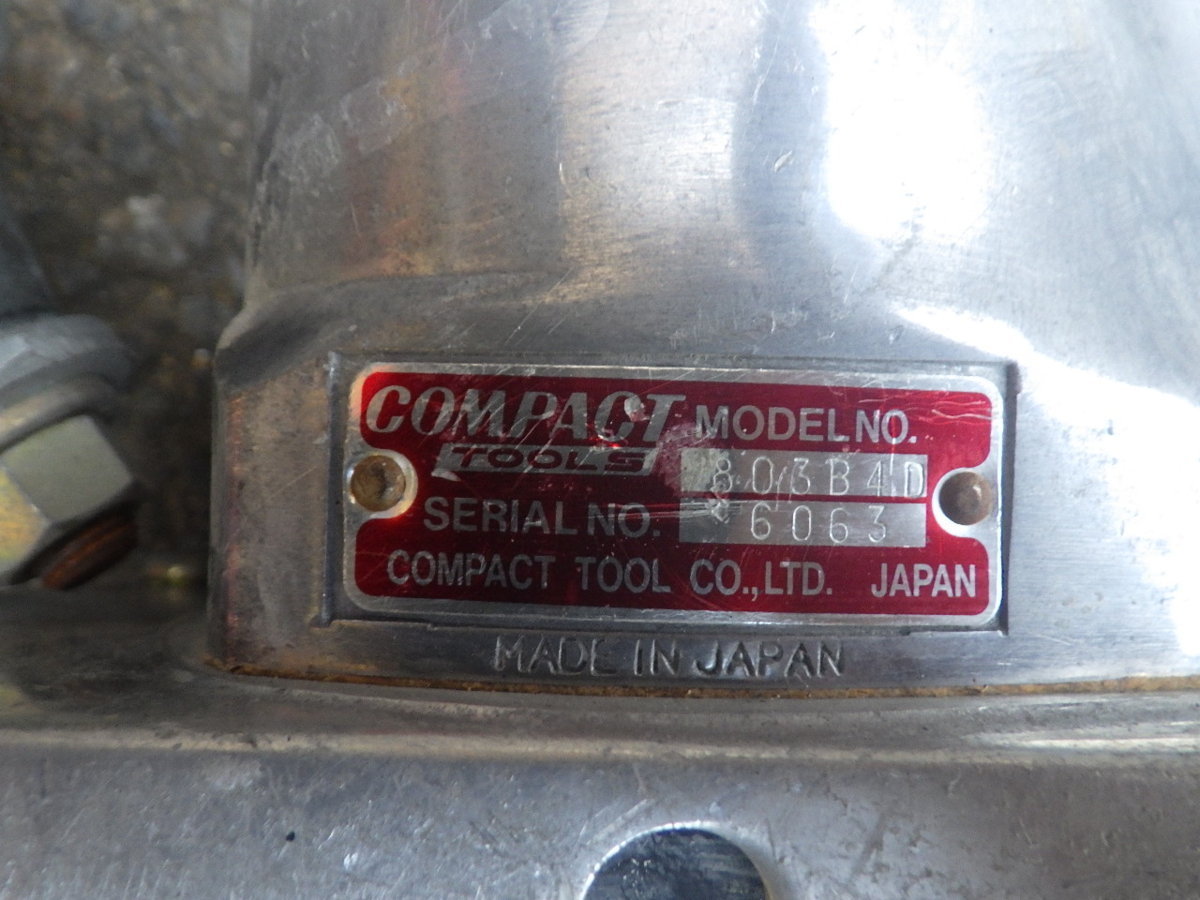 COMPACT MODEL NO.
TOOLS 803B4D
SERIAL NO. 6063
COMPACT TOOL CO., LTD. JAPAN
MADE IN JAPAN